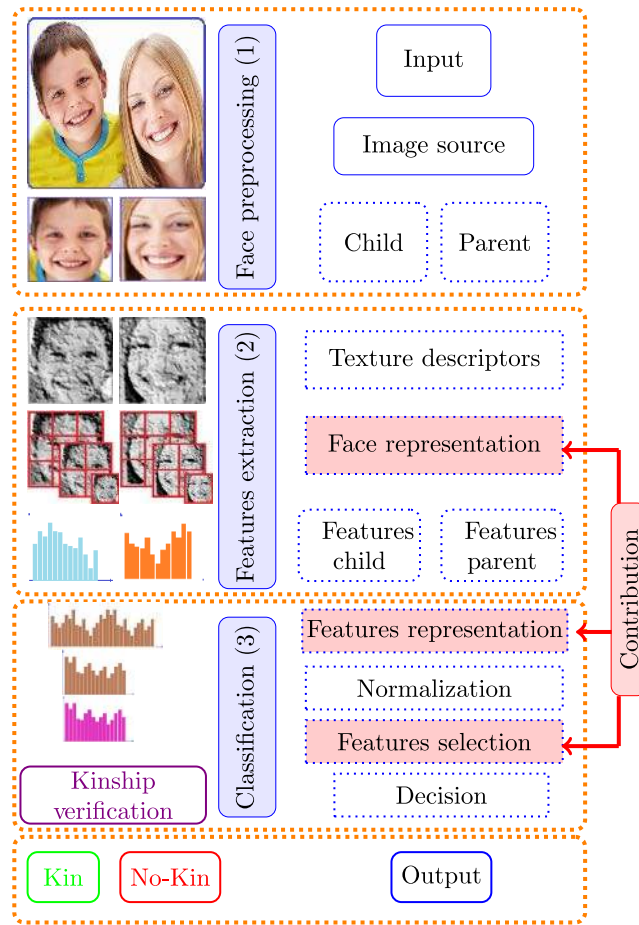 Face preprocessing (1)
Input
Image source
Child
Parent
Features extraction (2)
Texture descriptors
Face representation
Features
child
Features
parent
Contribution
Classification (3)
Features representation
Normalization
Features selection
Decision
Kinship
verification
Kin
No-Kin
Output